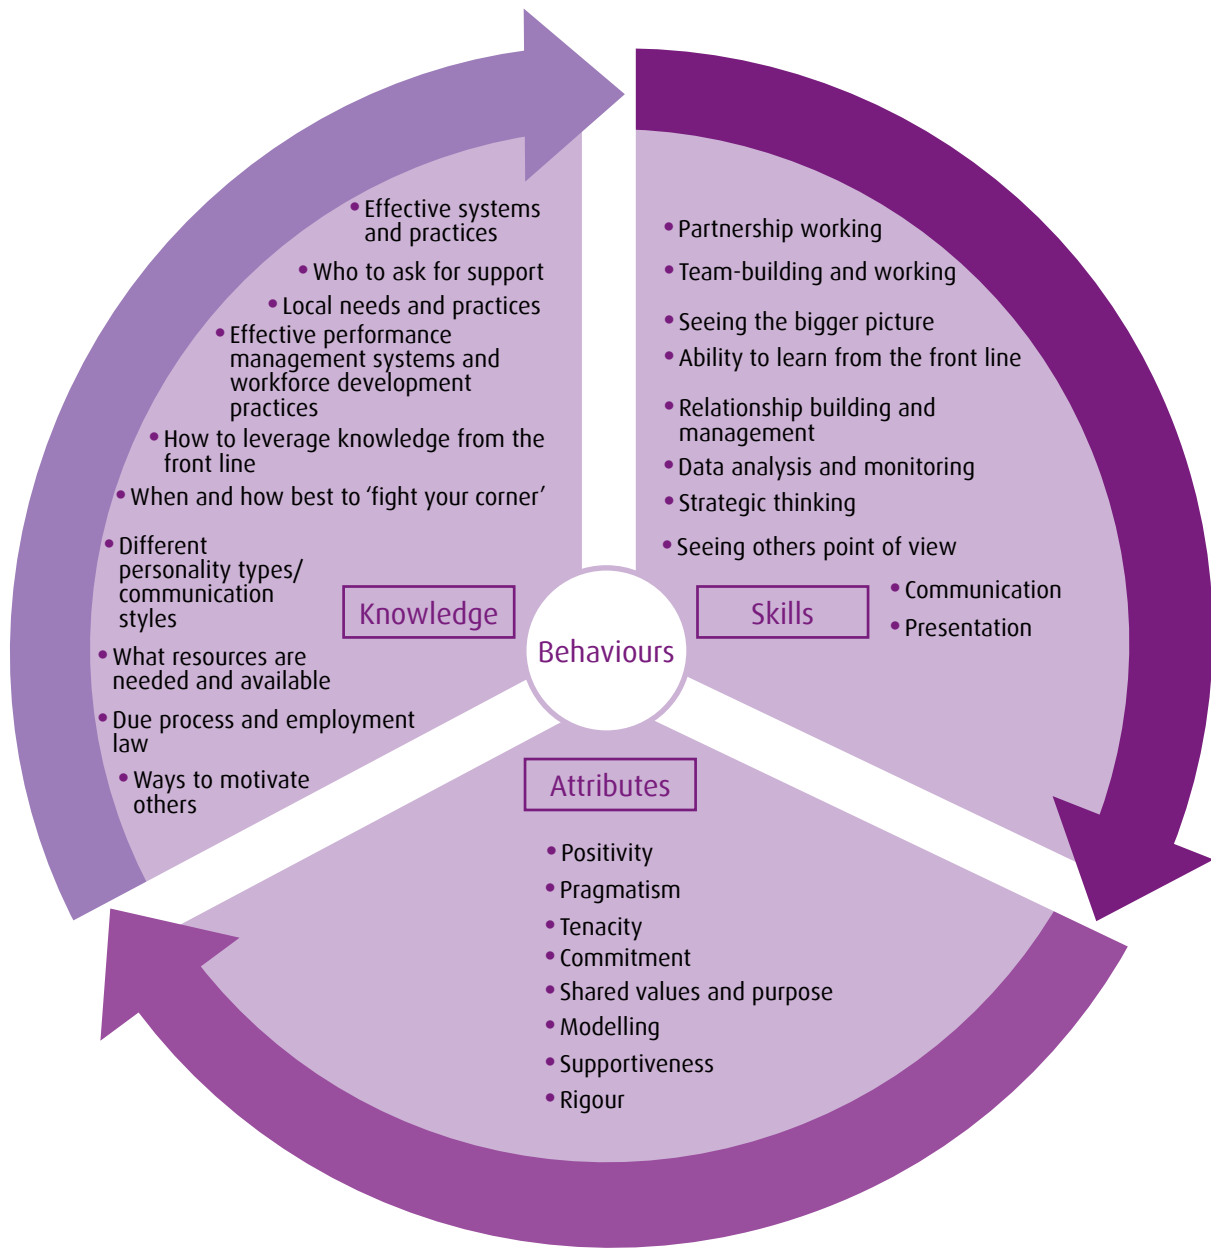 • Effective systems
and practices
• Who to ask for support
• Local needs and practices
• Effective performance
management systems and
workforce development
practices
• How to leverage knowledge from the
front line
• When and how best to ‘fight your corner’
• Different
personality types/
communication
styles
• What resources are
needed and available
• Due process and employment
law
• Ways to motivate
others
Knowledge
Behaviours
• Partnership working
• Team-building and working
• Seeing the bigger picture
• Ability to learn from the front line
• Relationship building and
management
• Data analysis and monitoring
• Strategic thinking
• Seeing others point of view
• Communication
• Presentation
Skills
Attributes
• Positivity
• Pragmatism
• Tenacity
• Commitment
• Shared values and purpose
• Modelling
• Supportiveness
• Rigour